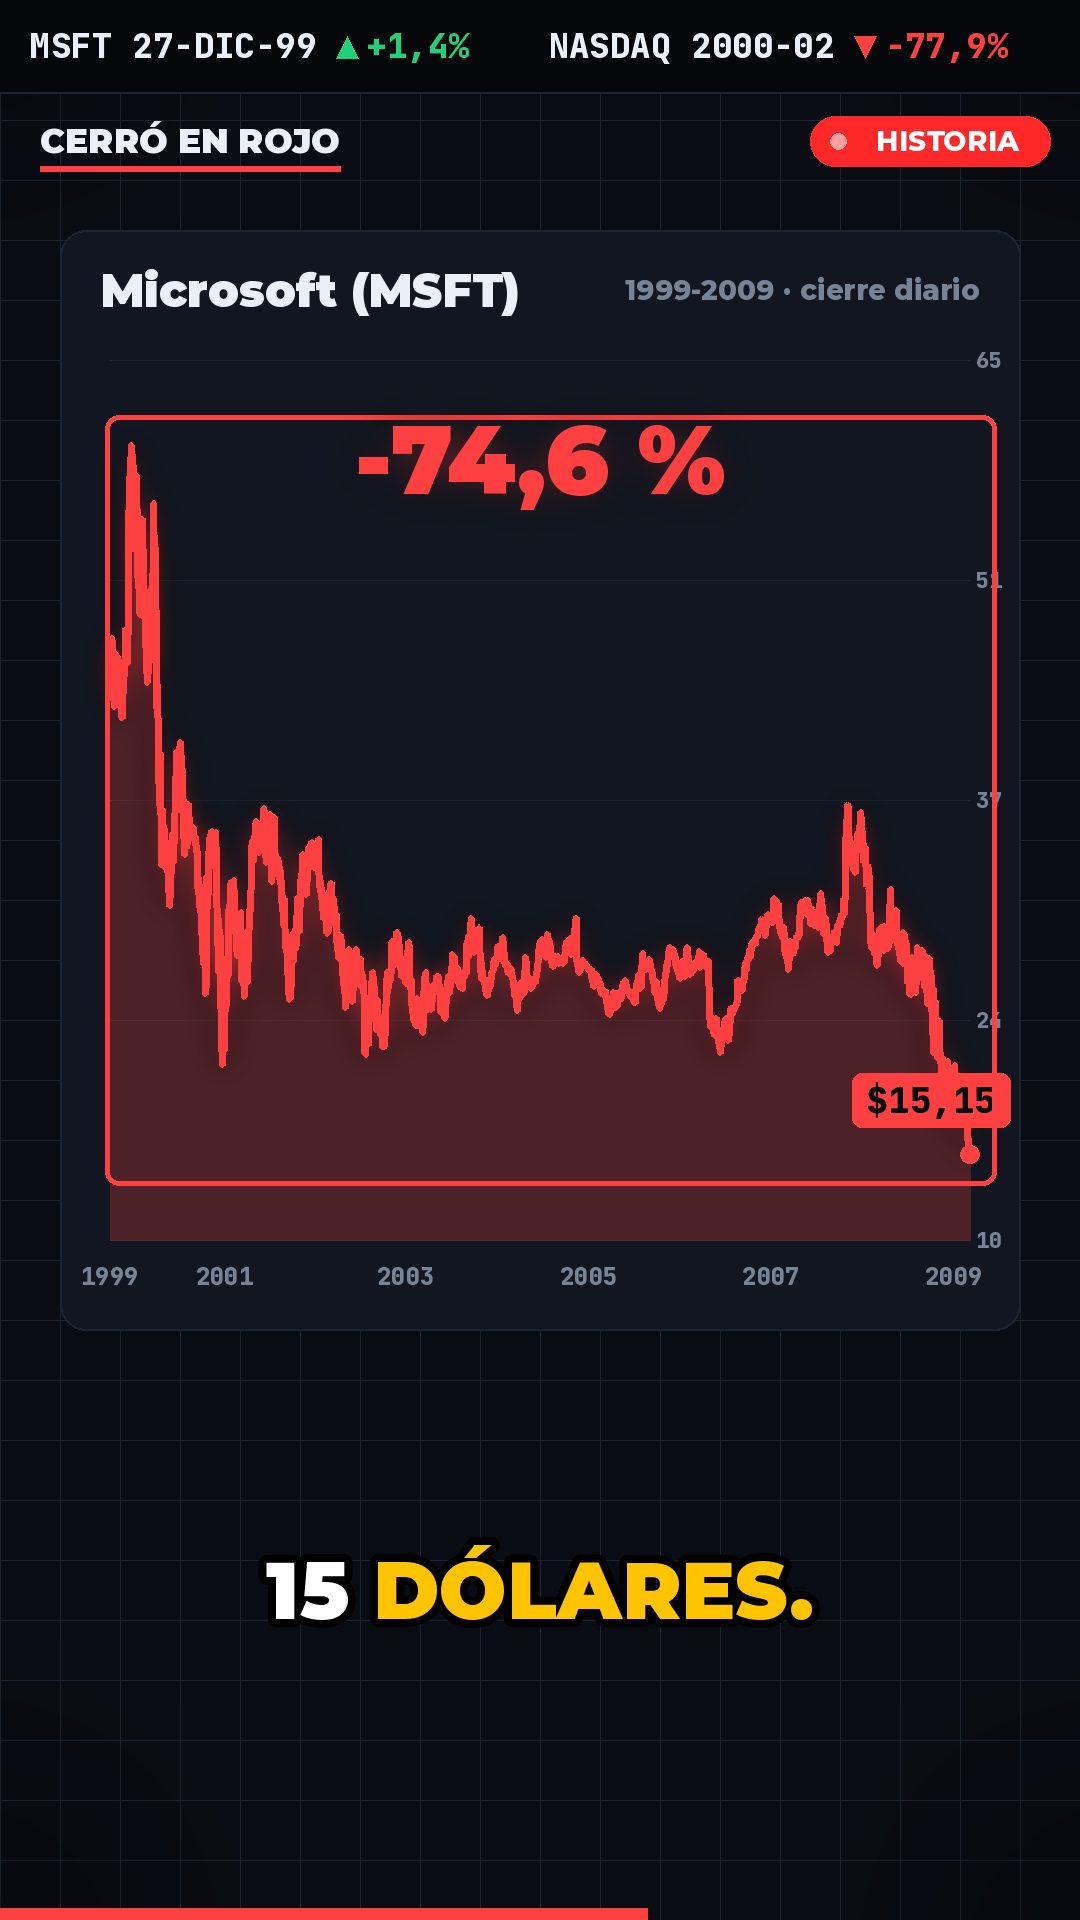 MSFT 27-DIC-99 ▲+1,4% NASDAQ 2000-02 ▼-77,9%
CERRÓ EN ROJO
HISTORIA
Microsoft (MSFT)
1999-2009 · cierre diario
65
-74,6 %
51
37
24
$15,15
10
1999 2001 2003 2005 2007 2009
15 DÓLARES.